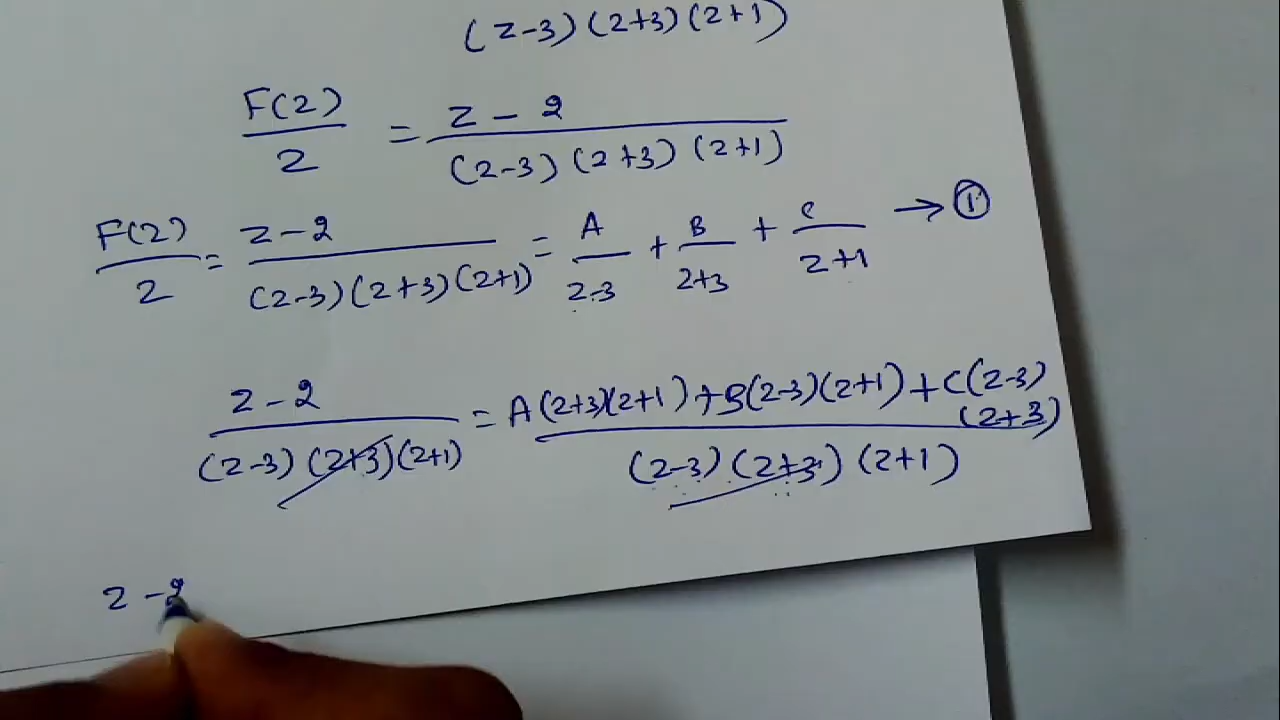 (z-3)(z+3)(z+1)
F(z)/z = z-2/(z-3)(z+3)(z+1)
F(z)/z = z-2/(z-3)(z+3)(z+1) = A/z-3 + B/z+3 + C/z+1 → ①
z-2/(z-3)(z+3)(z+1) = A(z+3)(z+1)+B(z-3)(z+1)+C(z-3)(z+3)/(z-3)(z+3)(z+1)
z-2